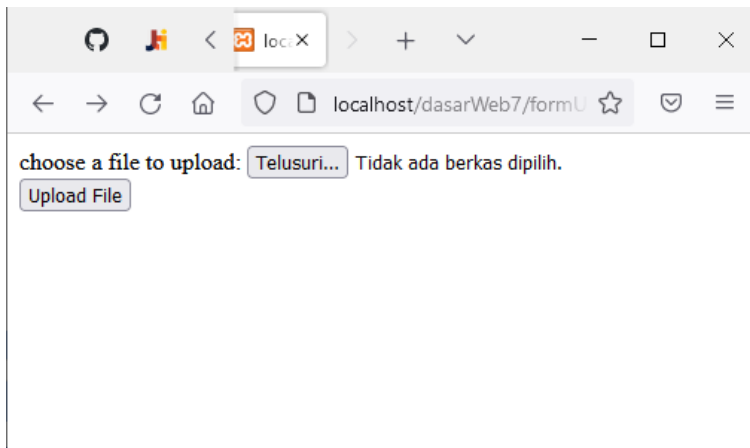 loc
localhost/dasarWeb7/formU
choose a file to upload: Telusuri... Tidak ada berkas dipilih.
Upload File